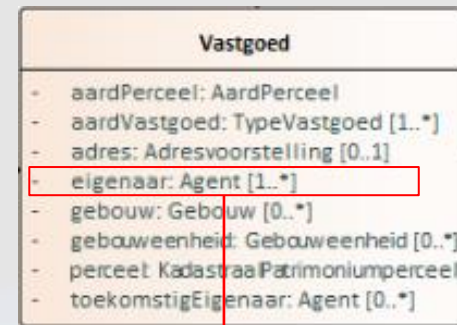 Vastgoed
- aardPerceel: AardPerceel
- aardVastgoed: TypeVastgoed [1..*]
- adres: Adresvoorstelling [0..1]
- eigenaar: Agent [1..*]
- gebouw: Gebouw [0..*]
- gebouweenheid: Gebouweenheid [0..*]
- perceel: KadastraalPatrimoniumperceel
- toekomstigEigenaar: Agent [0..*]